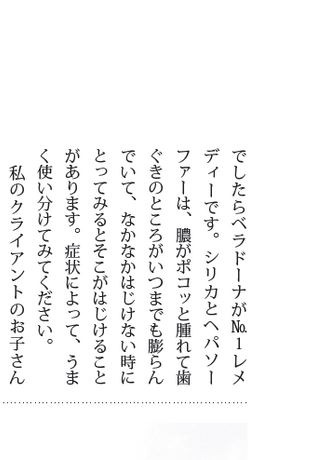 でしたらベラドーナが№1レメ
ディーです。シリカとヘパソー
ファーは、膿がポコッと腫れて歯
ぐきのところがいつまでも膨らん
でいて、なかなかはじけない時に
とってみるとそこがはじけること
があります。症状によって、うま
く使い分けてみてください。
私のクライアントのお子さん